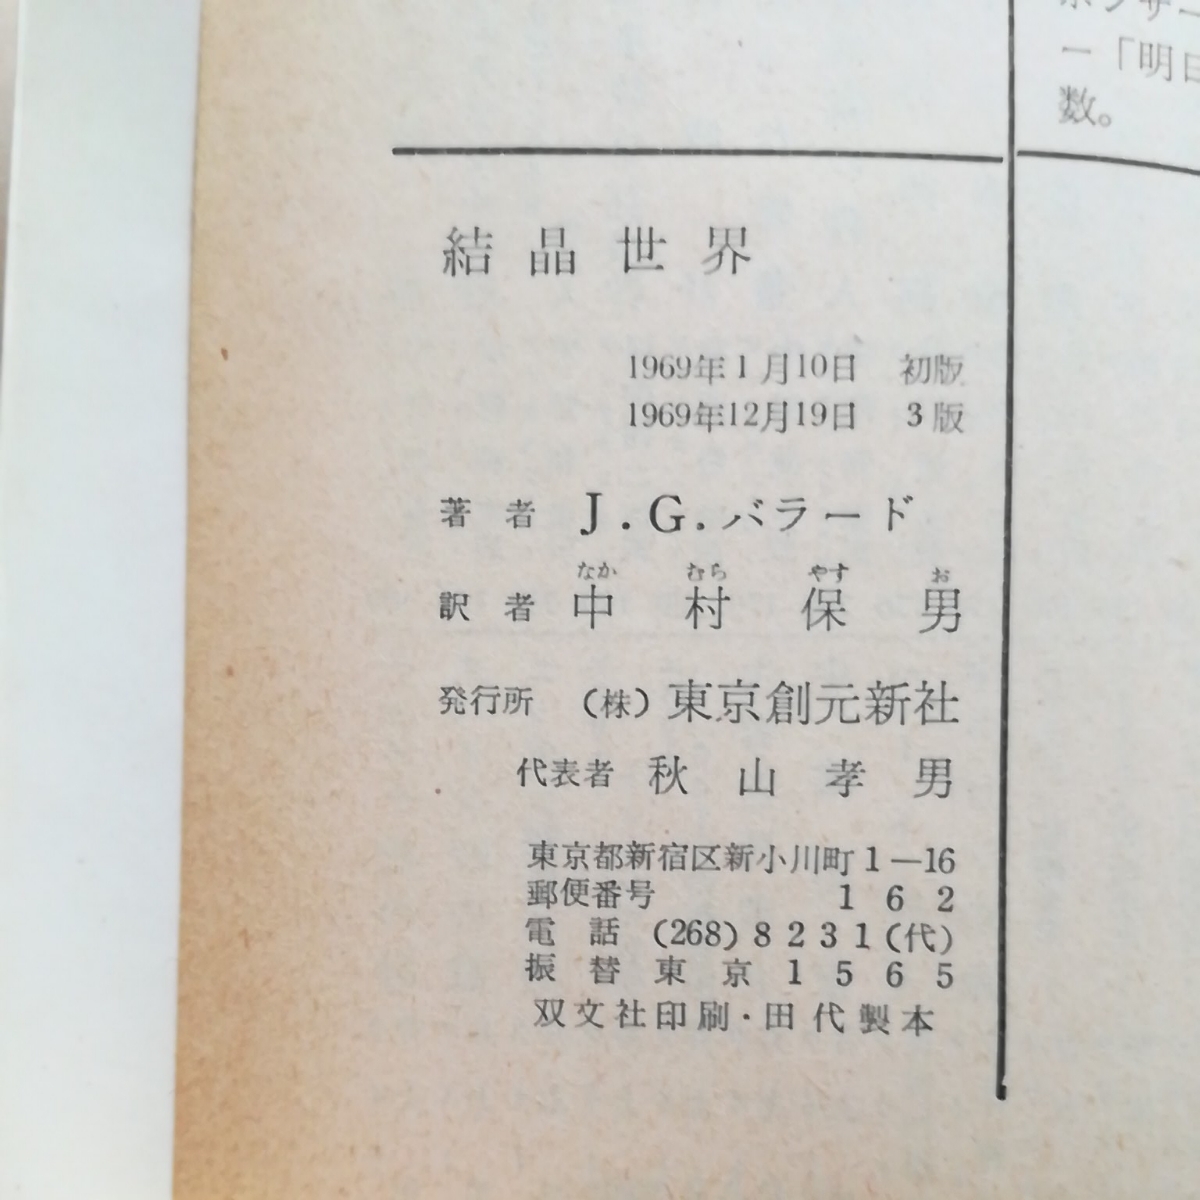 ー「明日
数。
結晶世界
1969年1月10日 初版
1969年12月19日 3版
著者 J.G.バラード
なか むら やす お
訳者 中村保男
発行所 (株)東京創元新社
代表者 秋山孝男
東京都新宿区新小川町1—16
郵便番号 162
電話 (268)8231(代)
振替東京1565
双文社印刷・田代製本